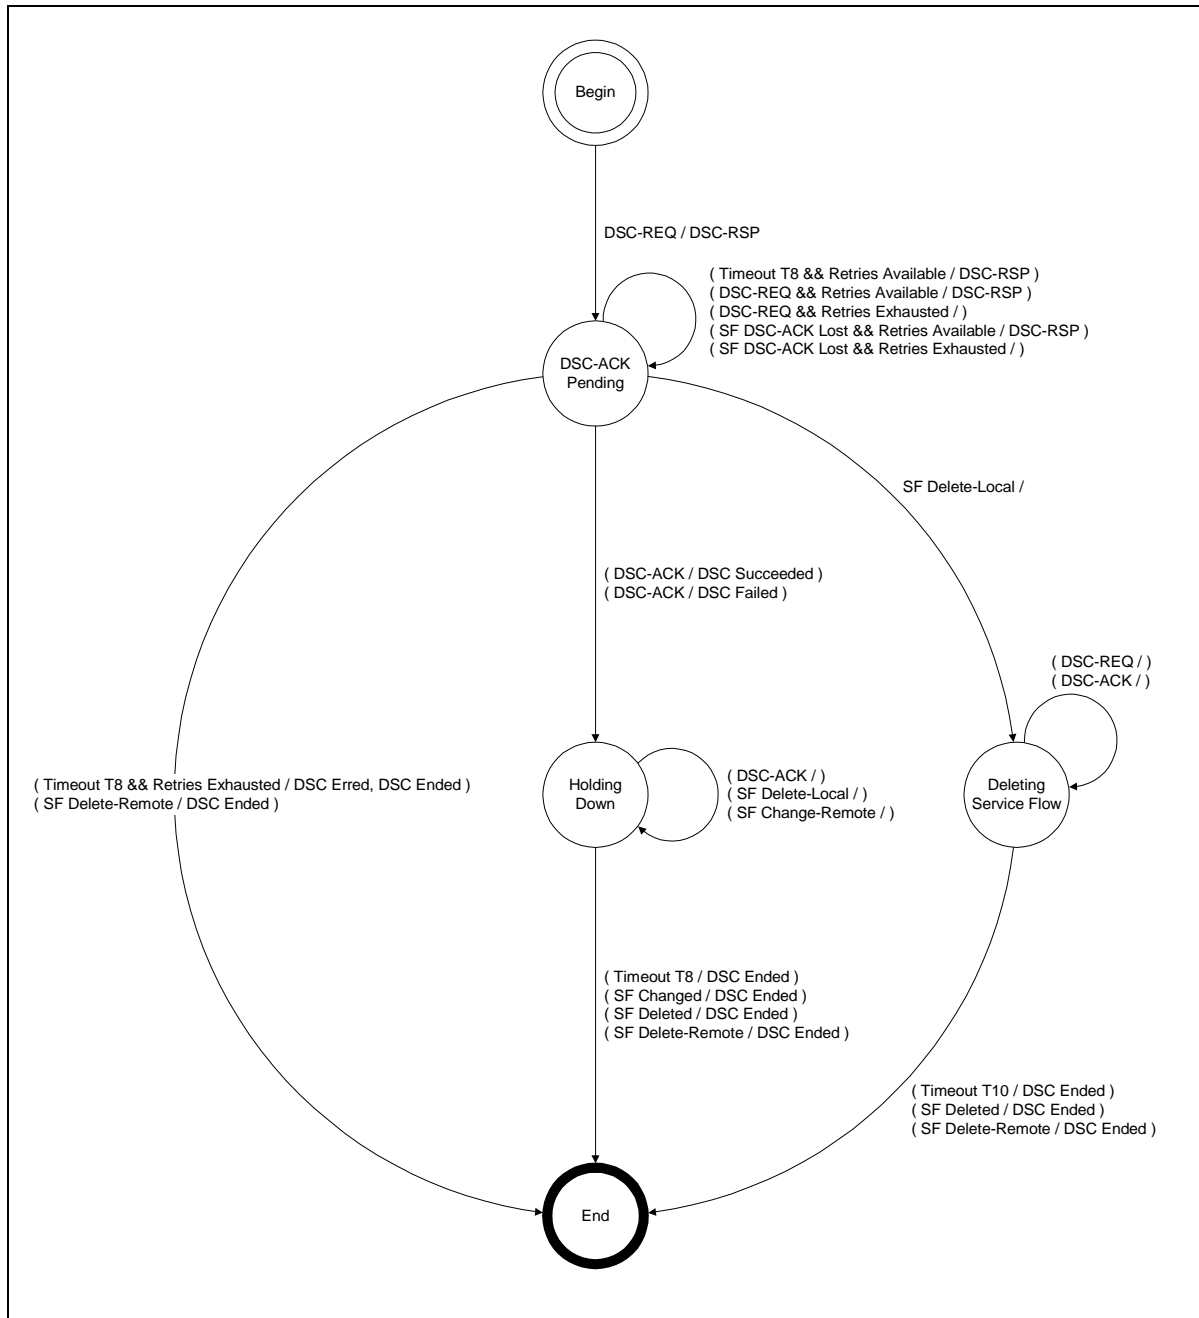 Begin
DSC-REQ / DSC-RSP
( Timeout T8 && Retries Available / DSC-RSP )
( DSC-REQ && Retries Available / DSC-RSP )
( DSC-REQ && Retries Exhausted / )
( SF DSC-ACK Lost && Retries Available / DSC-RSP )
( SF DSC-ACK Lost && Retries Exhausted / )
DSC-ACK
Pending
SF Delete-Local /
( DSC-ACK / DSC Succeeded )
( DSC-ACK / DSC Failed )
( DSC-REQ / )
( DSC-ACK / )
( Timeout T8 && Retries Exhausted / DSC Erred, DSC Ended )
( SF Delete-Remote / DSC Ended )
Holding
Down
( DSC-ACK / )
( SF Delete-Local / )
( SF Change-Remote / )
Deleting
Service Flow
( Timeout T8 / DSC Ended )
( SF Changed / DSC Ended )
( SF Deleted / DSC Ended )
( SF Delete-Remote / DSC Ended )
( Timeout T10 / DSC Ended )
( SF Deleted / DSC Ended )
( SF Delete-Remote / DSC Ended )
End